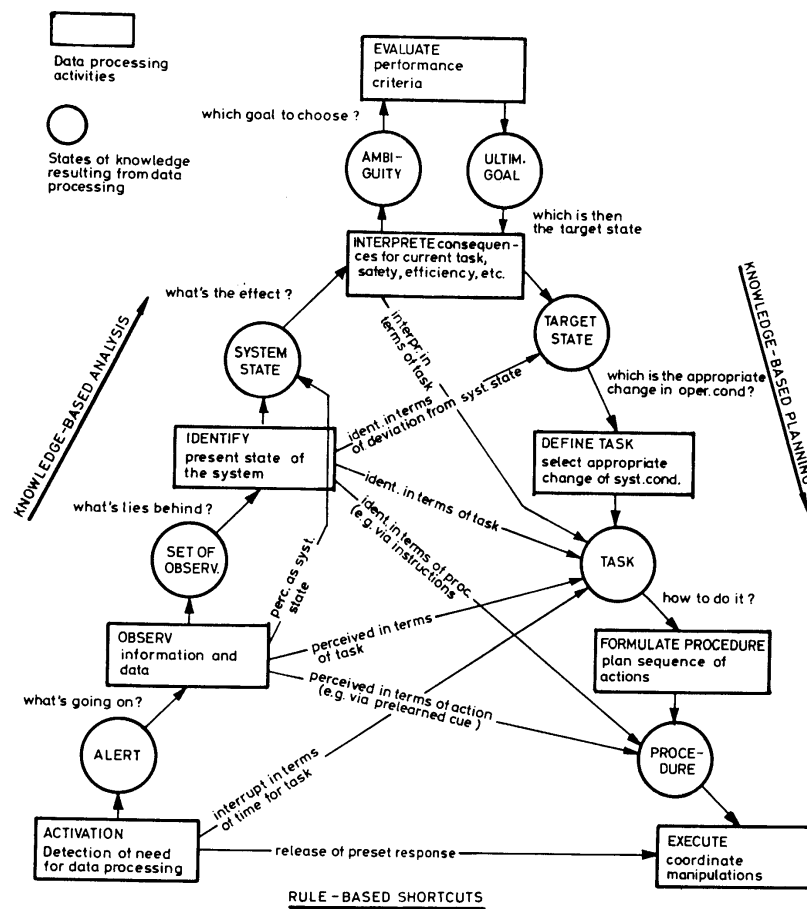 Data processing
activities
States of knowledge
resulting from data
processing
EVALUATE
performance
criteria
which goal to choose?
AMBI-
GUITY
ULTIM.
GOAL
which is then
the target state
INTERPRETE consequen-
ces for current task,
safety, efficiency, etc.
what's the effect?
SYSTEM
STATE
interpr. in
terms of task
TARGET
STATE
KNOWLEDGE-BASED ANALYSIS
KNOWLEDGE-BASED PLANNING
which is the appropriate
change in oper.cond?
ident. in terms
of deviation from syst. state
IDENTIFY
present state of
the system
DEFINE TASK
select appropriate
change of syst.cond.
ident. in terms of task
ident. in terms of proc.
(e.g. via instructions
what's lies behind?
SET OF
OBSERV.
TASK
perc. as syst.
state
how to do it?
OBSERV
information and
data
perceived in terms
of task
FORMULATE PROCEDURE
plan sequence of
actions
perceived in terms of action
(e.g. via prelearned cue)
what's going on?
ALERT
PROCE-
DURE
interrupt in terms
of time for task
ACTIVATION
Detection of need
for data processing
release of preset response
EXECUTE
coordinate
manipulations
RULE-BASED SHORTCUTS